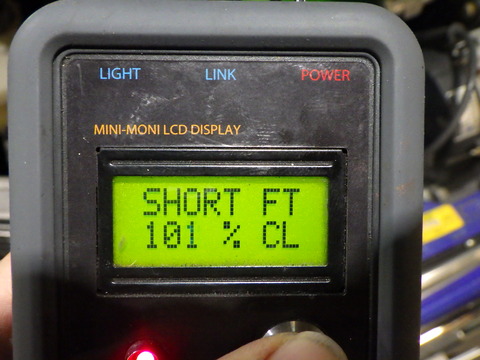 LIGHT LINK POWER
MINI-MONI LCD DISPLAY
SHORT FT
101 % CL